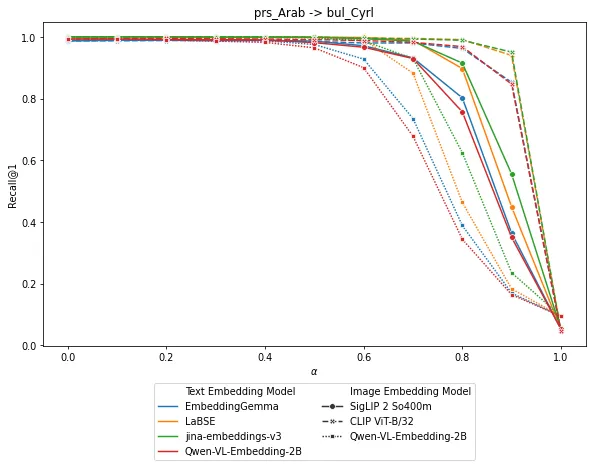 prs_Arab -> bul_Cyrl
1.0
0.8
0.6
0.4
0.2
0.0
Recall@1
0.0 0.2 0.4 0.6 0.8 1.0
α
Text Embedding Model
EmbeddingGemma
LaBSE
jina-embeddings-v3
Qwen-VL-Embedding-2B
Image Embedding Model
SigLIP 2 So400m
CLIP ViT-B/32
Qwen-VL-Embedding-2B